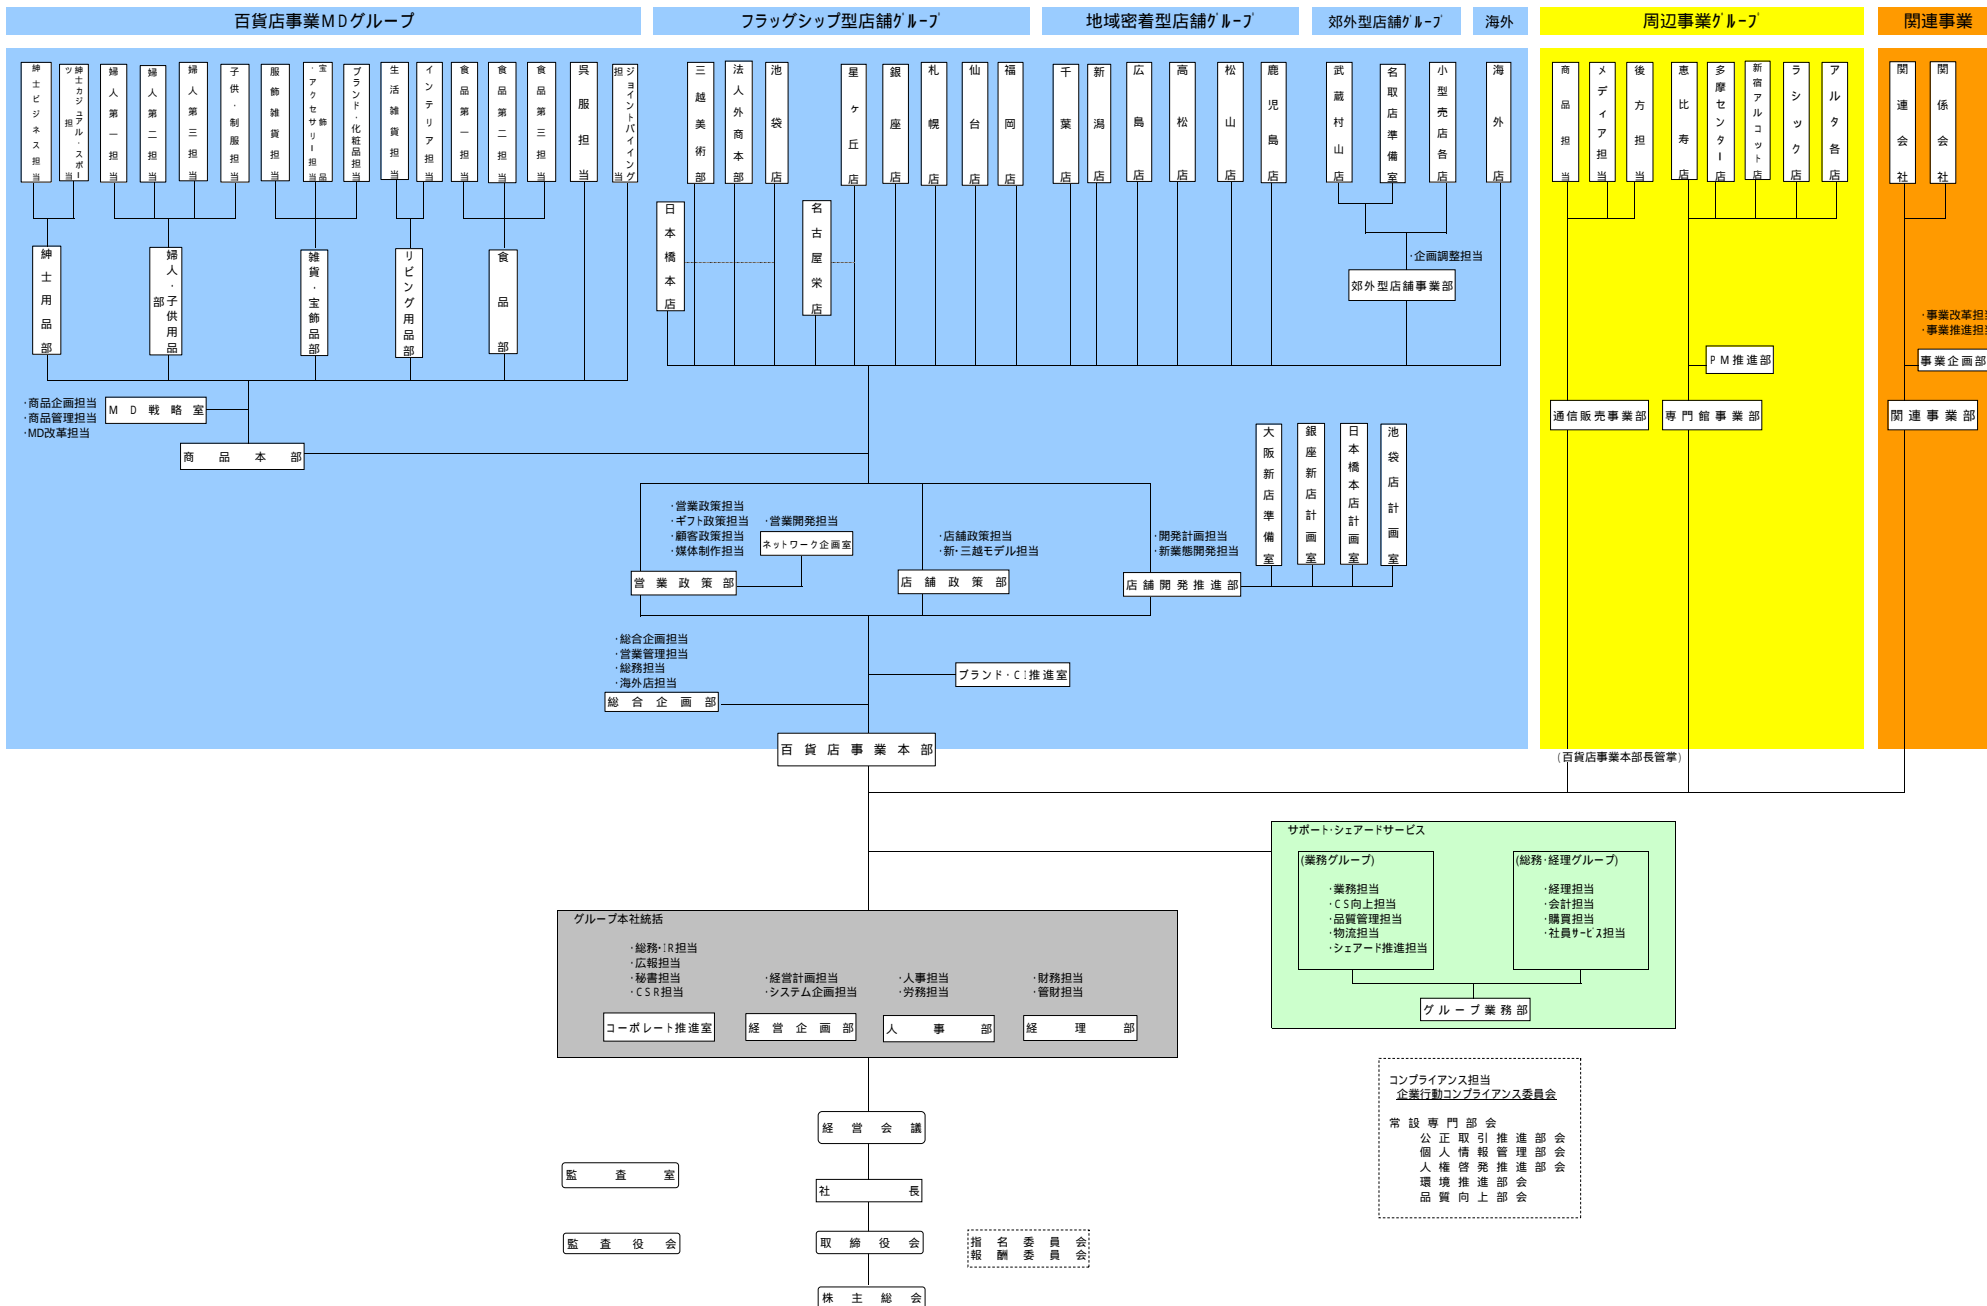 百貨店事業MDグループ
フラッグシップ型店舗グループ
地域密着型店舗グループ
郊外型店舗グループ
海外
周辺事業グループ
関連事業
紳士ビジネス担当
紳士カジュアル・スポーツ担当
婦人第一担当
婦人第二担当
婦人第三担当
子供・制服担当
服飾雑貨担当
宝飾品・アクセサリー担当
ブランド・化粧品担当
生活雑貨担当
インテリア担当
食品第一担当
食品第二担当
食品第三担当
呉服担当
ジョイントバイイング担当
三越美術部
法人外商本部
池袋店
星ヶ丘店
銀座店
札幌店
仙台店
福岡店
千葉店
新潟店
広島店
高松店
松山店
鹿児島店
武蔵村山店
名取店準備室
小型売店各店
海外店
商品担当
メディア担当
後方担当
恵比寿店
多摩センター店
新宿アルコット店
ラシック店
アルタ各店
関連会社
関係会社
日本橋本店
名古屋栄店
紳士用品部
婦人・子供用品部
雑貨・宝飾品部
リビング用品部
食品部
・企画調整担当
郊外型店舗事業部
・事業改革担当
・事業推進担当
事業企画部
PM推進部
・商品企画担当
・商品管理担当
・MD改革担当
MD戦略室
商品本部
通信販売事業部
専門館事業部
関連事業部
大阪新店準備室
銀座新店計画室
日本橋本店計画室
池袋店計画室
・営業政策担当
・ギフト政策担当
・顧客政策担当
・媒体制作担当
・営業開発担当
ネットワーク企画室
営業政策部
・店舗政策担当
・新・三越モデル担当
店舗政策部
・開発計画担当
・新業態開発担当
店舗開発推進部
・総合企画担当
・営業管理担当
・総務担当
・海外店担当
総合企画部
ブランド・CI推進室
百貨店事業本部
(百貨店事業本部長管掌)
サポート・シェアードサービス
(業務グループ)
・業務担当
・CS向上担当
・品質管理担当
・物流担当
・シェアード推進担当
(総務・経理グループ)
・経理担当
・会計担当
・購買担当
・社員サービス担当
グループ業務部
グループ本社統括
・総務・IR担当
・広報担当
・秘書担当
・CSR担当
コーポレート推進室
・経営計画担当
・システム企画担当
経営企画部
・人事担当
・労務担当
人事部
・財務担当
・管財担当
経理部
コンプライアンス担当
企業行動コンプライアンス委員会
常設専門部会
公正取引推進部会
個人情報管理部会
人権啓発推進部会
環境推進部会
品質向上部会
経営会議
監査室
社長
監査役会
取締役会
指名委員会
報酬委員会
株主総会